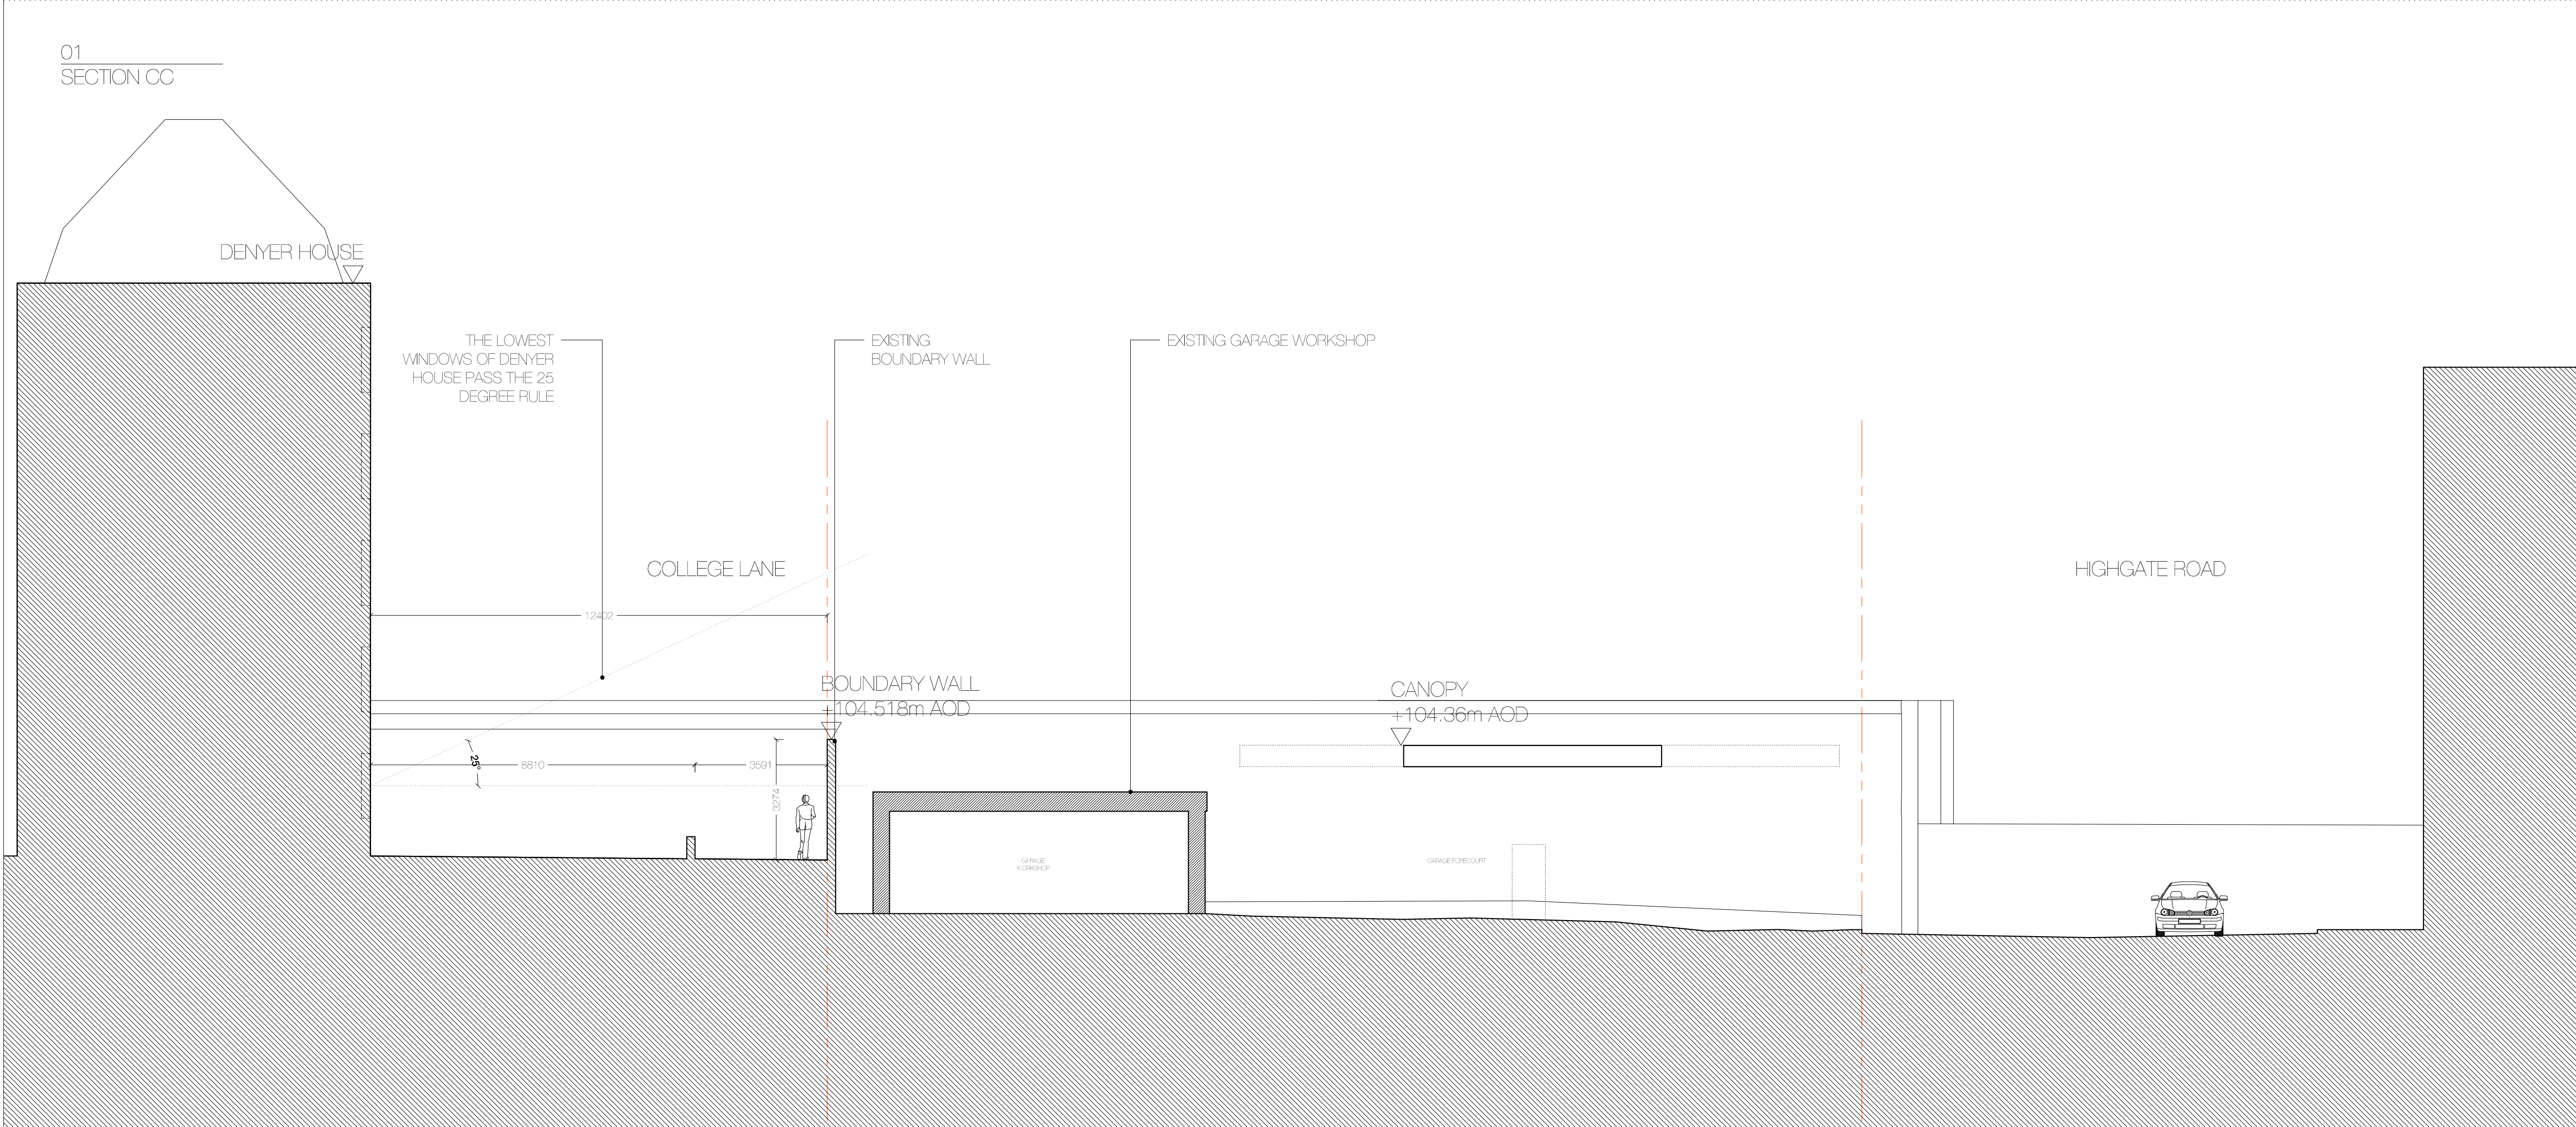 01
SECTION CC
DENYER HOUSE
THE LOWEST
WINDOWS OF DENYER
HOUSE PASS THE 25
DEGREE RULE
EXISTING
BOUNDARY WALL
EXISTING GARAGE WORKSHOP
COLLEGE LANE
HIGHGATE ROAD
12402
BOUNDARY WALL
+104.518m AOD
CANOPY
+104.36m AOD
25°
8810
3591
3274
GARAGE
WORKSHOP
GARAGE FORECOURT